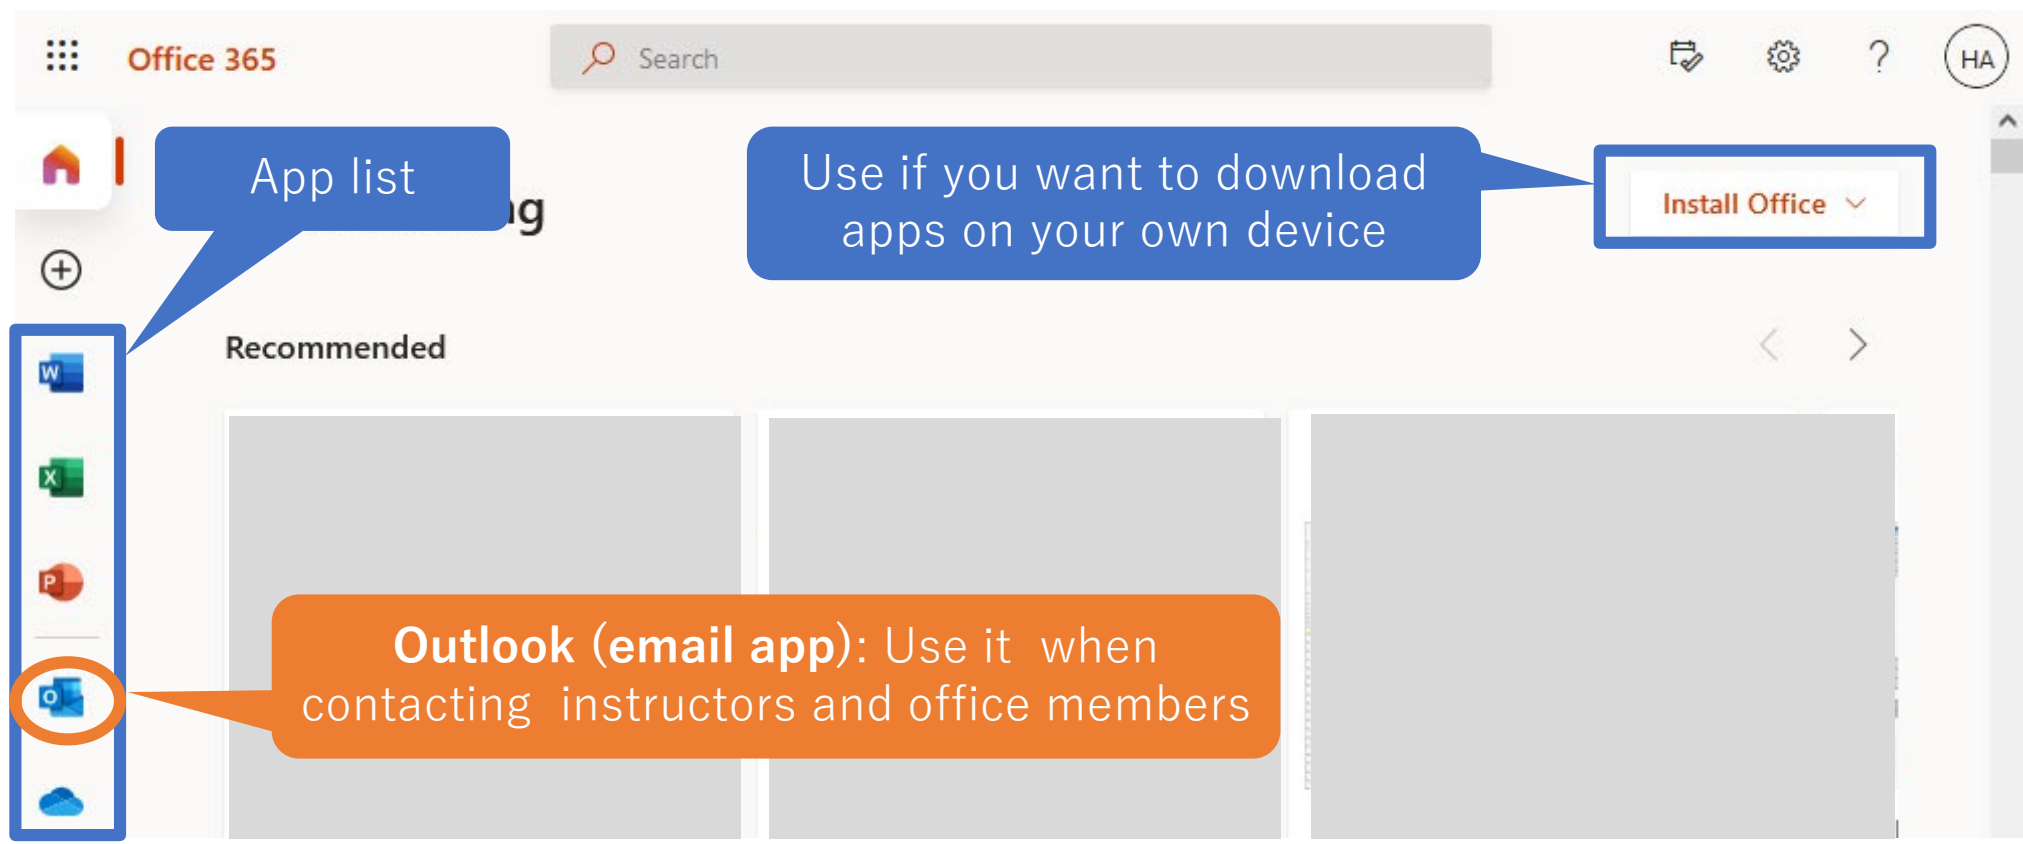 Office 365
Search
?
HA
App list
Use if you want to download
apps on your own device
Install Office
Recommended
W
X
P
Outlook (email app): Use it when
contacting instructors and office members
O